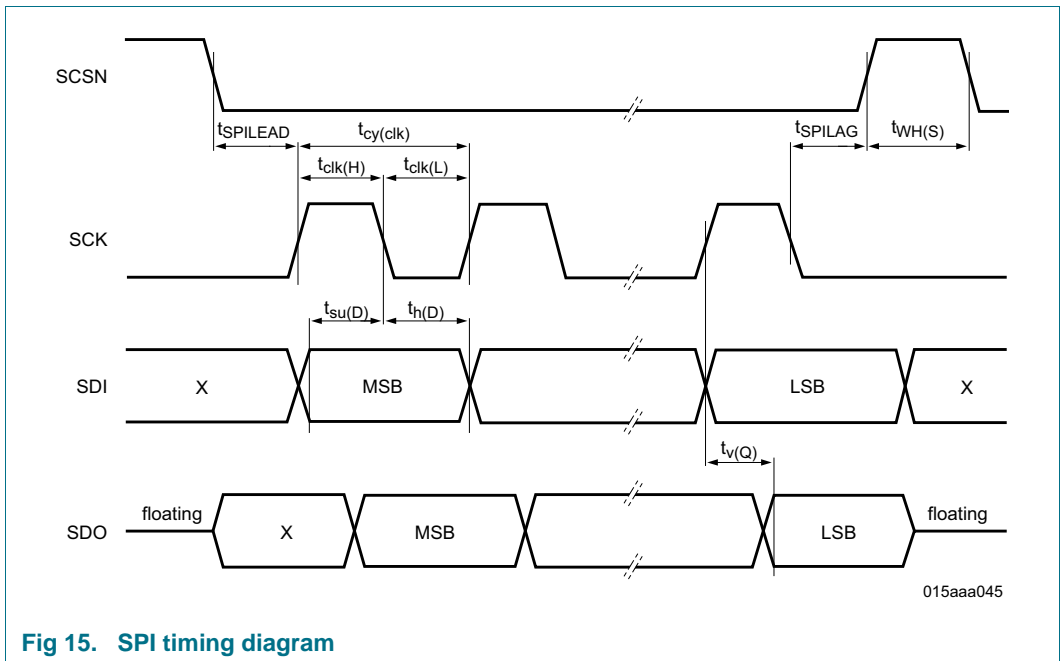 SCSN
tSPILEAD
tcy(clk)
tSPILAG
tWH(S)
tclk(H)
tclk(L)
SCK
tsu(D)
th(D)
SDI
X
MSB
LSB
X
tv(Q)
SDO
floating
X
MSB
LSB
floating
015aaa045
Fig 15. SPI timing diagram